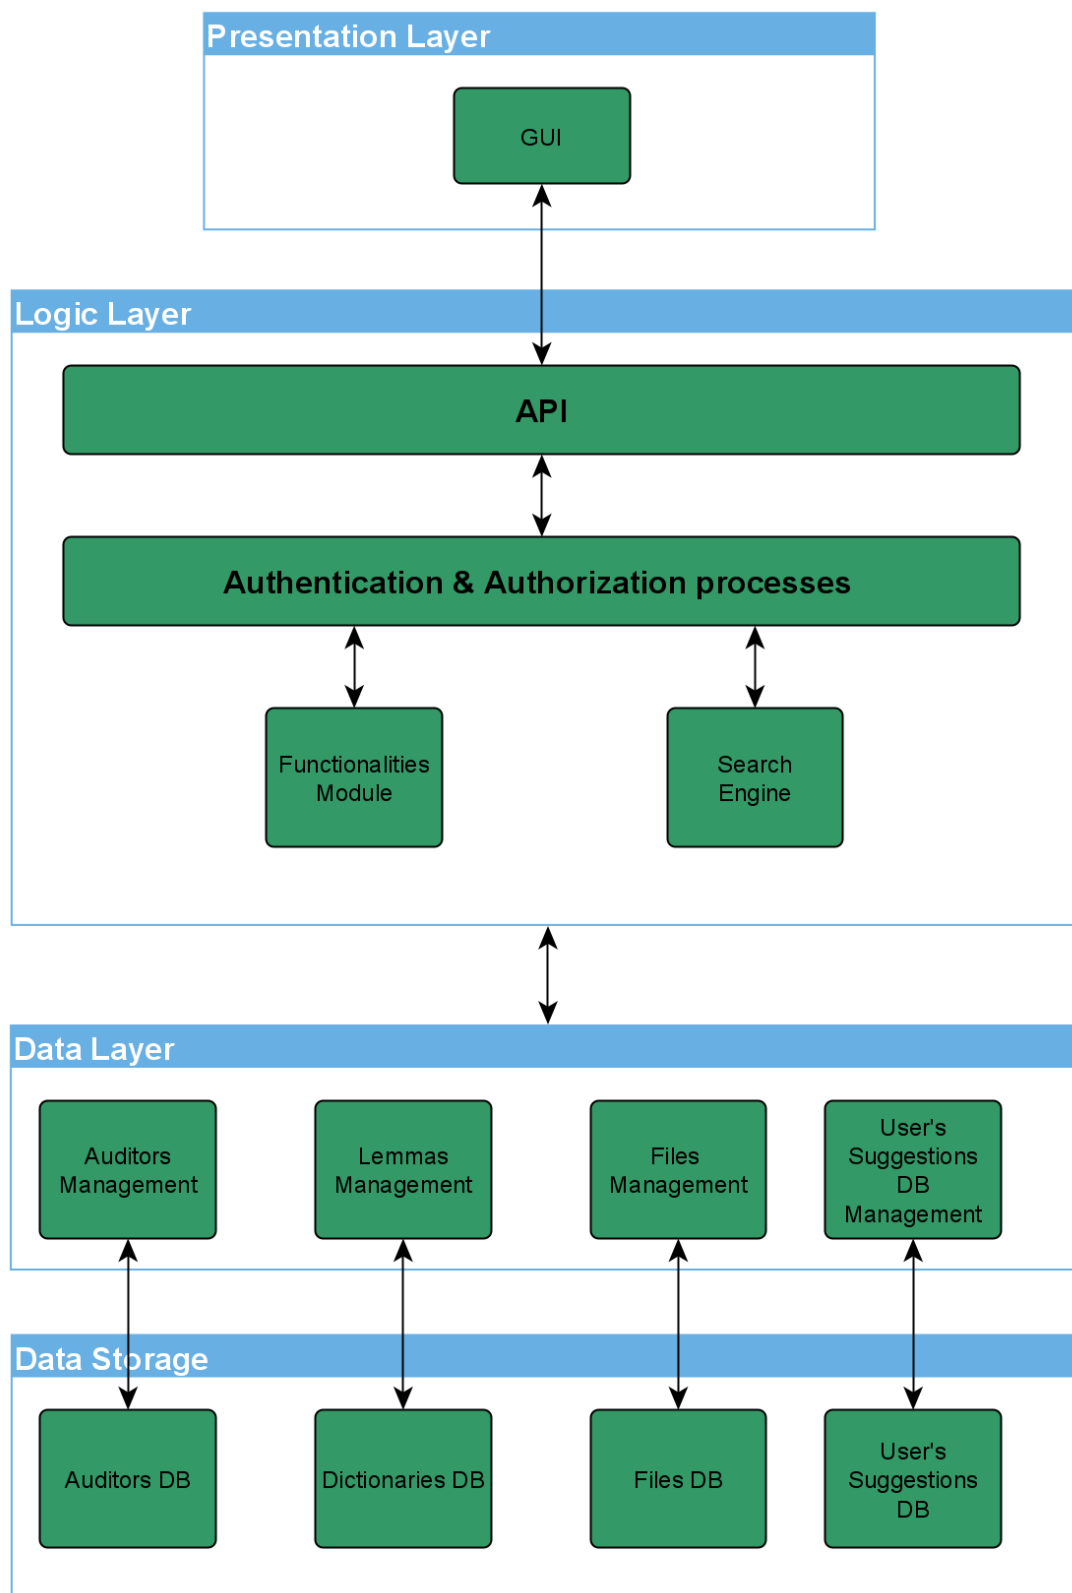 Presentation Layer
GUI
Logic Layer
API
Authentication & Authorization processes
Functionalities
Module
Search
Engine
Data Layer
Auditors
Management
Lemmas
Management
Files
Management
User's
Suggestions
DB
Management
Data Storage
Auditors DB
Dictionaries DB
Files DB
User's
Suggestions
DB